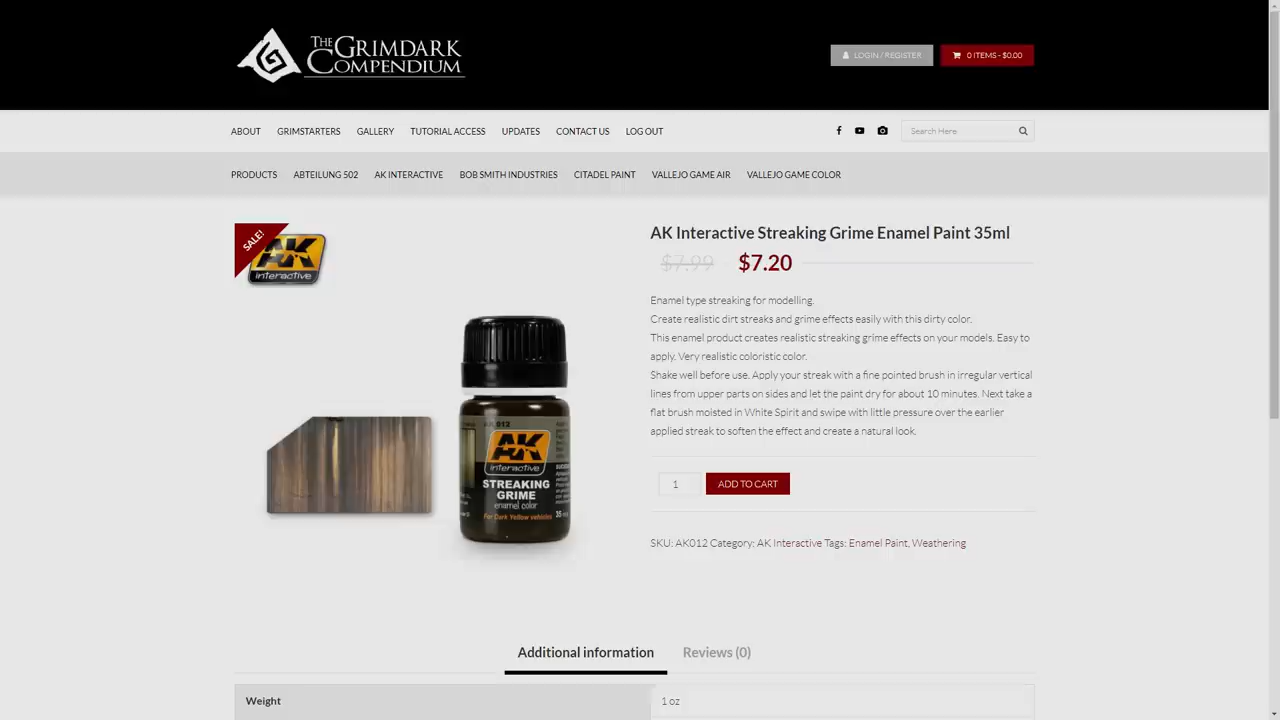 THE GRIMDARK
COMPENDIUM
LOGIN / REGISTER
0 ITEMS - $0.00
ABOUT GRIMSTARTERS GALLERY TUTORIAL ACCESS UPDATES CONTACT US LOG OUT
Search Here
PRODUCTS ABTEILUNG 502 AK INTERACTIVE BOB SMITH INDUSTRIES CITADEL PAINT VALLEJO GAME AIR VALLEJO GAME COLOR
SALE!
AK
interactive
AK
interactive
STREAKING
GRIME
enamel color
For Dark Yellow vehicles
AK Interactive Streaking Grime Enamel Paint 35ml
$7.99 $7.20
Enamel type streaking for modelling.
Create realistic dirt streaks and grime effects easily with this dirty color.
This enamel product creates realistic streaking grime effects on your models. Easy to
apply. Very realistic coloristic color.
Shake well before use. Apply your streak with a fine pointed brush in irregular vertical
lines from upper parts on sides and let the paint dry for about 10 minutes. Next take a
flat brush moisted in White Spirit and swipe with little pressure over the earlier
applied streak to soften the effect and create a natural look.
1
ADD TO CART
SKU: AK012 Category: AK Interactive Tags: Enamel Paint, Weathering
Additional information
Reviews (0)
Weight 1 oz